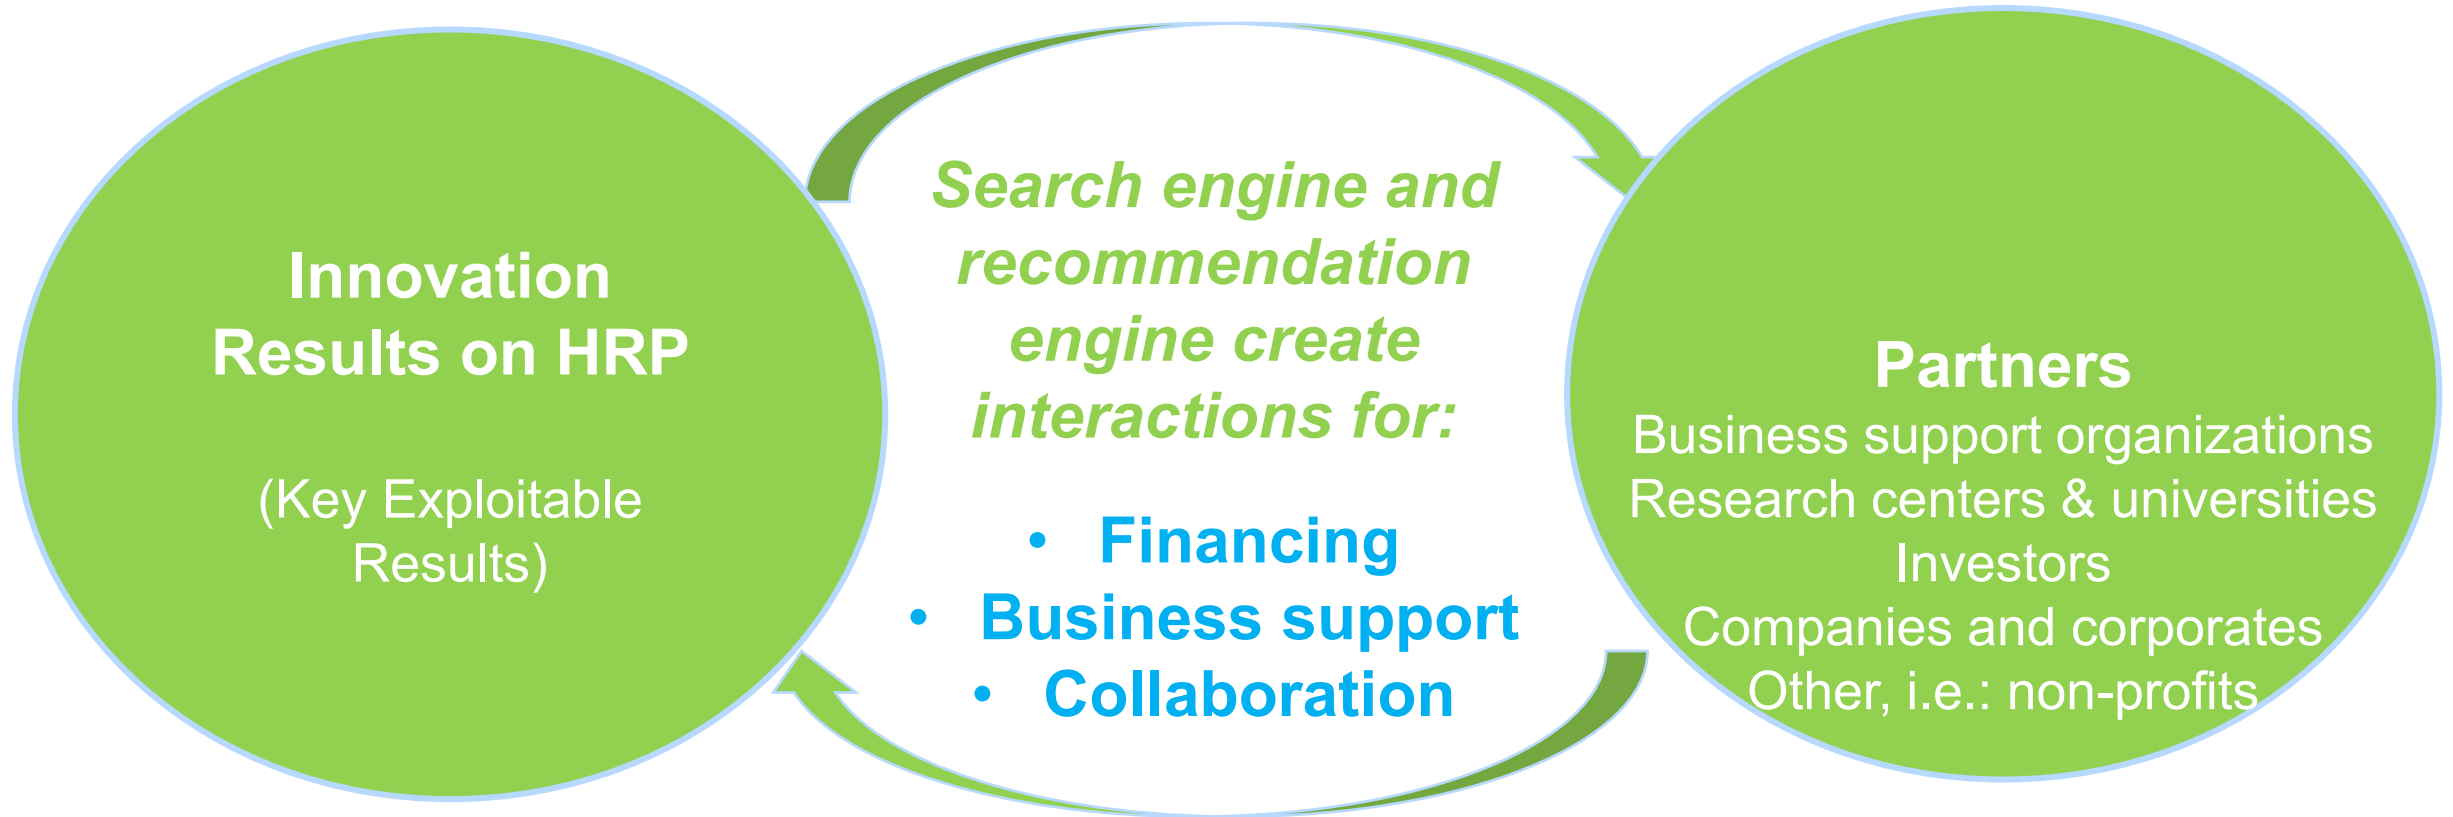 Innovation
Results on HRP
(Key Exploitable
Results)
Search engine and
recommendation
engine create
interactions for:
• Financing
• Business support
• Collaboration
Partners
Business support organizations
Research centers & universities
Investors
Companies and corporates
Other, i.e.: non-profits